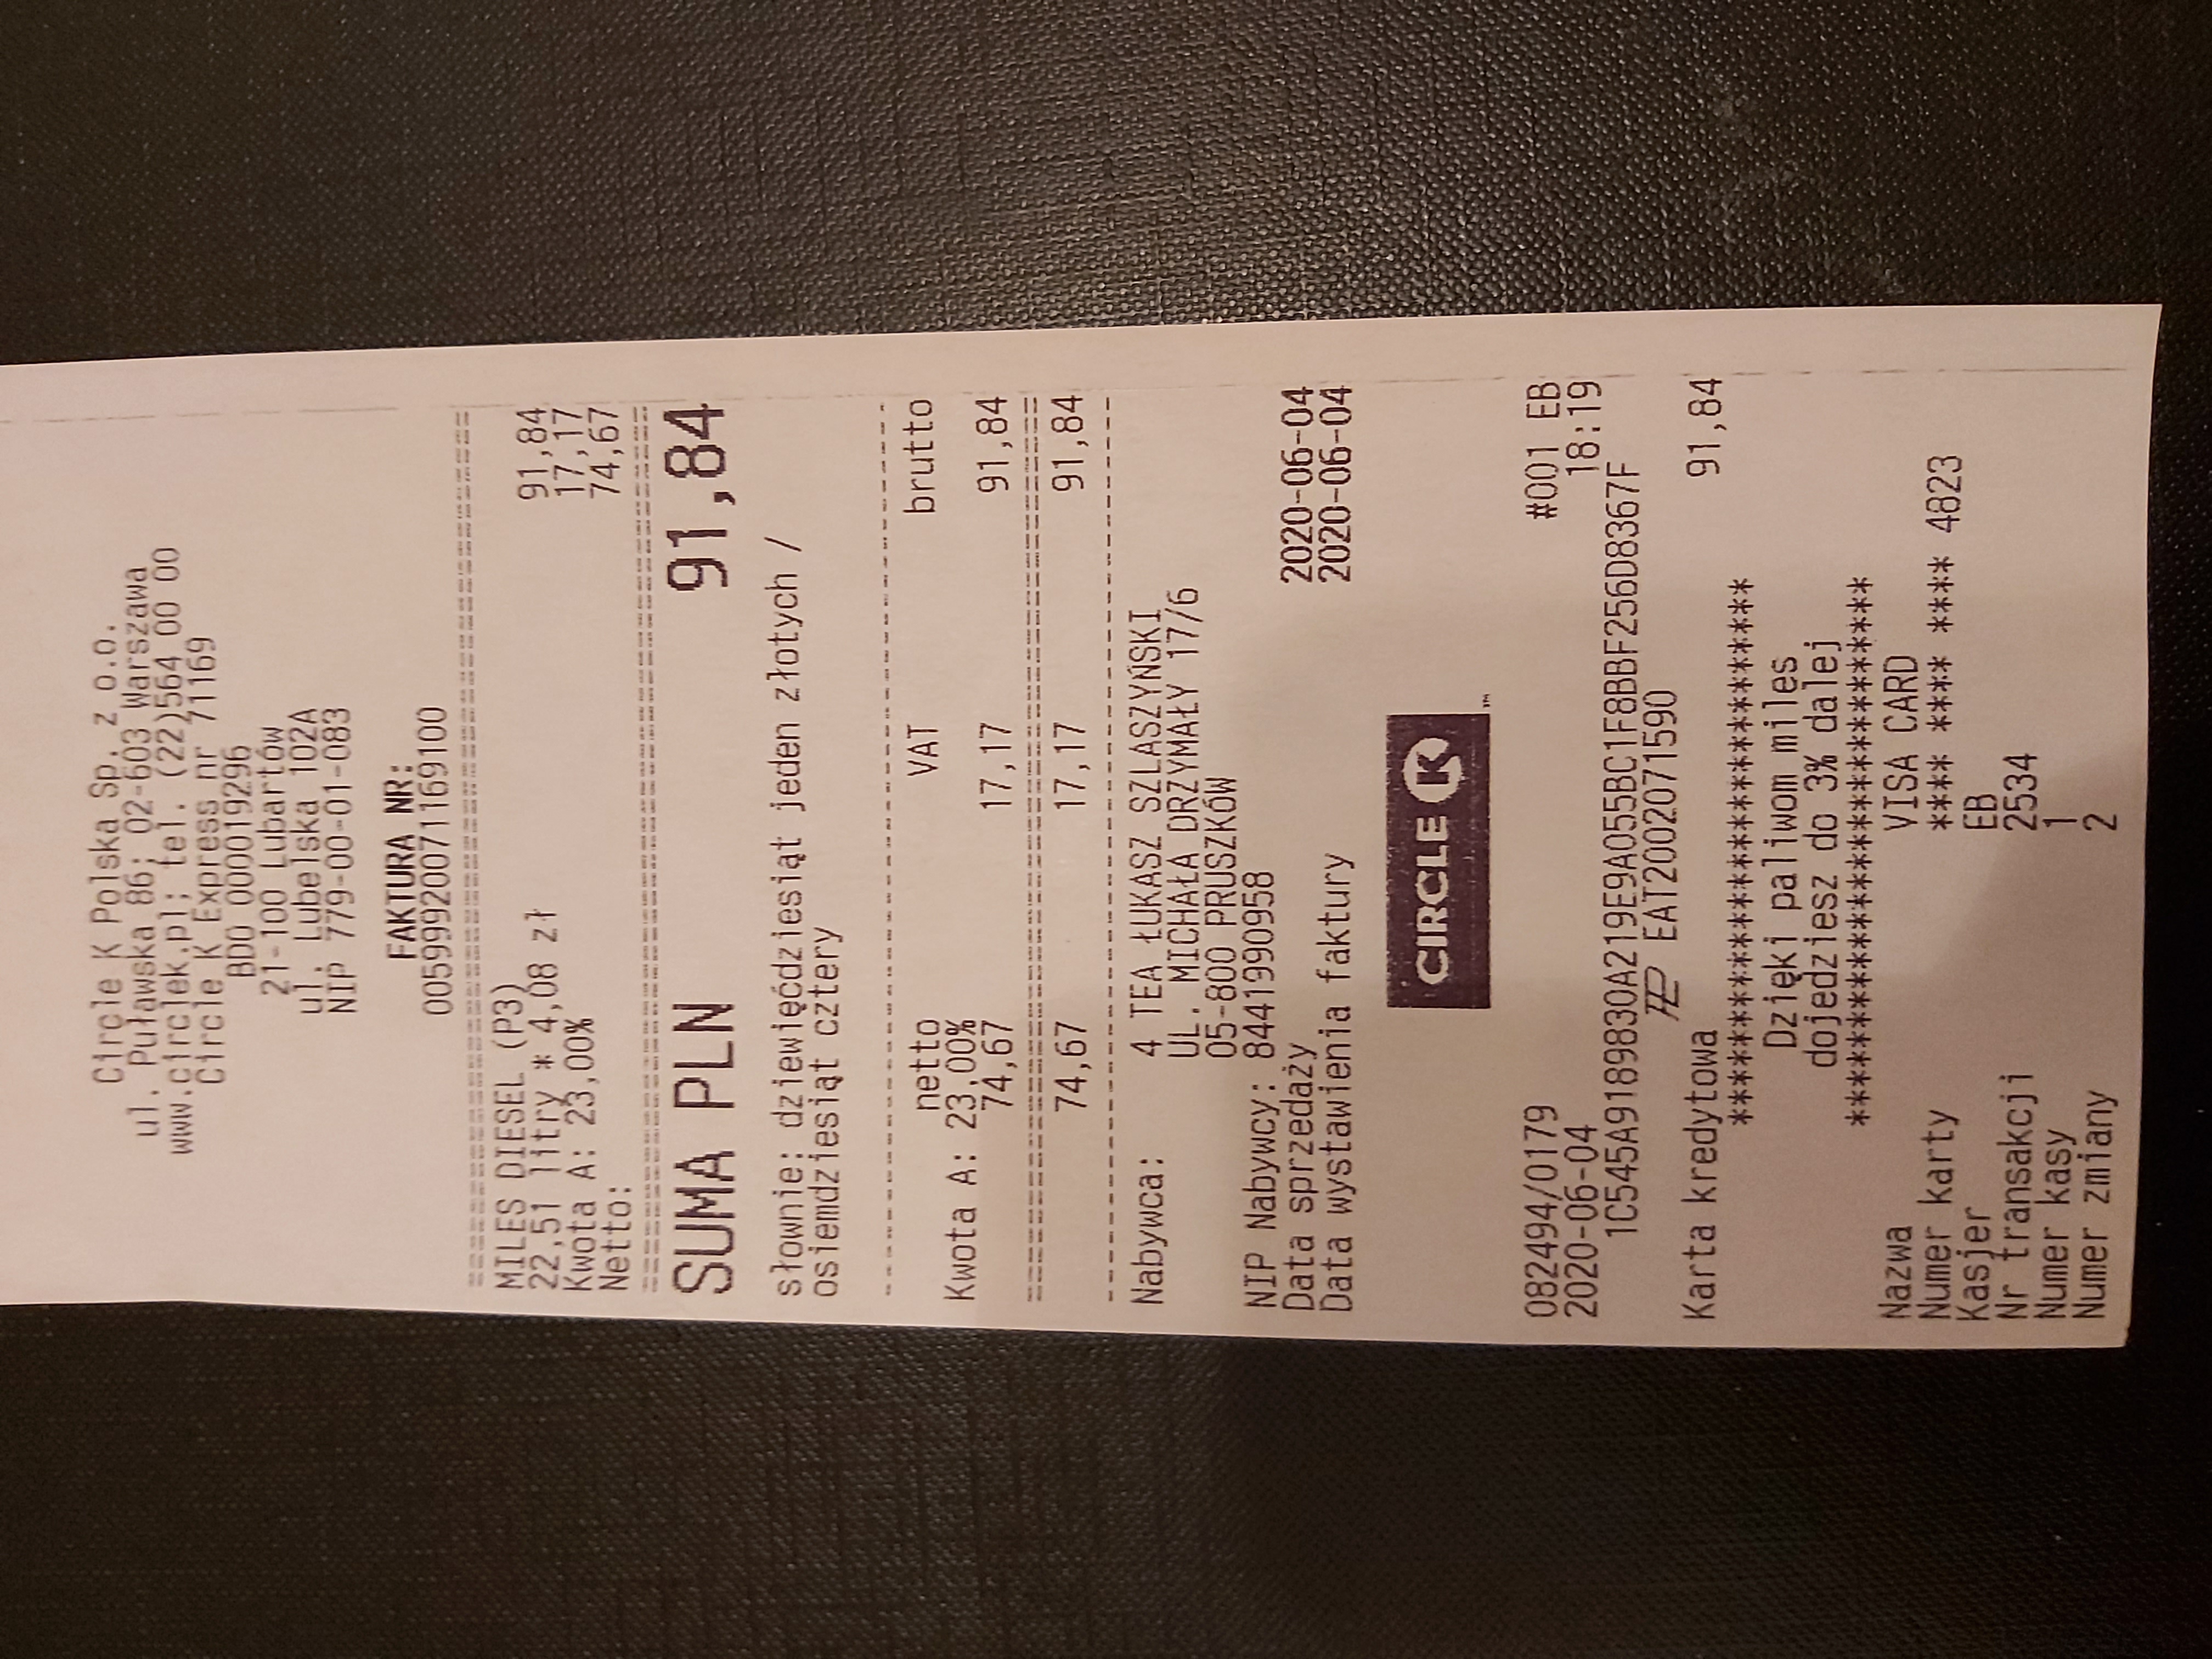 Circle K Polska Sp. z o.o.
ul. Puławska 86; 02-603 Warszawa
www.circlek.pl; tel. (22)564 00 00
Circle K Express nr 71169
BDO 000019296
21-100 Lubartów
ul. Lubelska 102A
NIP 779-00-01-083
FAKTURA NR:
00599920071169100
MILES DIESEL (P3)
22,51 litry * 4,08 zł 91,84
Kwota A: 23,00% 17,17
Netto: 74,67
SUMA PLN 91,84
słownie: dziewięćdziesiąt jeden złotych /
osiemdziesiąt cztery
netto VAT brutto
Kwota A: 23,00%
74,67 17,17 91,84
74,67 17,17 91,84
Nabywca: 4 TEA ŁUKASZ SZLASZYŃSKI
UL. MICHAŁA DRZYMAŁY 17/6
05-800 PRUSZKÓW
NIP Nabywcy: 8441990958
Data sprzedaży 2020-06-04
Data wystawienia faktury 2020-06-04
CIRCLE K ™
082494/0179 #001 EB
2020-06-04 18:19
1C545A9189830A219E9A055BC1F8BBF256D8367F
PL EAT2002071590
Karta kredytowa 91,84
****************************
Dzięki paliwom miles
dojedziesz do 3% dalej
****************************
Nazwa VISA CARD
Numer karty **** **** **** 4823
Kasjer EB
Nr transakcji 2534
Numer kasy 1
Numer zmiany 2